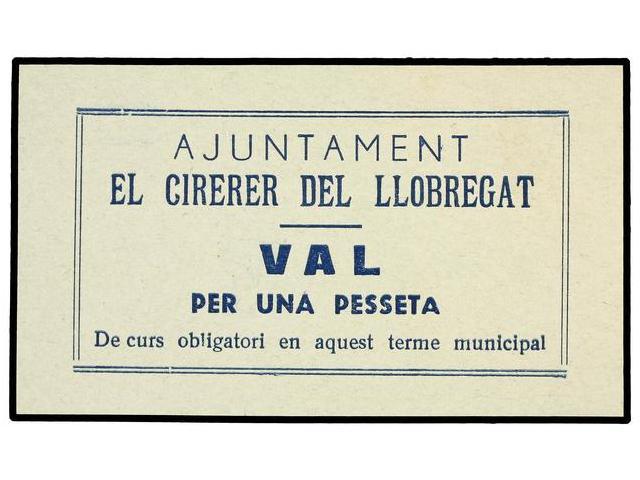 AJUNTAMENT
EL CIRERER DEL LLOBREGAT
VAL
PER UNA PESSETA
De curs obligatori en aquest terme municipal